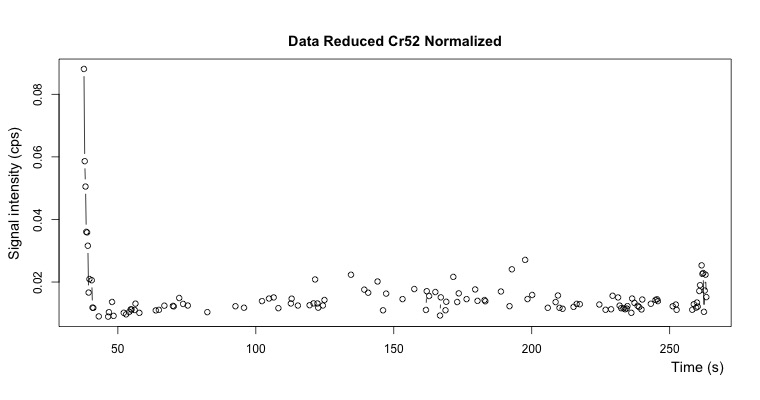 Data Reduced Cr52 Normalized
Signal intensity (cps)
0.08
0.06
0.04
0.02
50 100 150 200 250
Time (s)